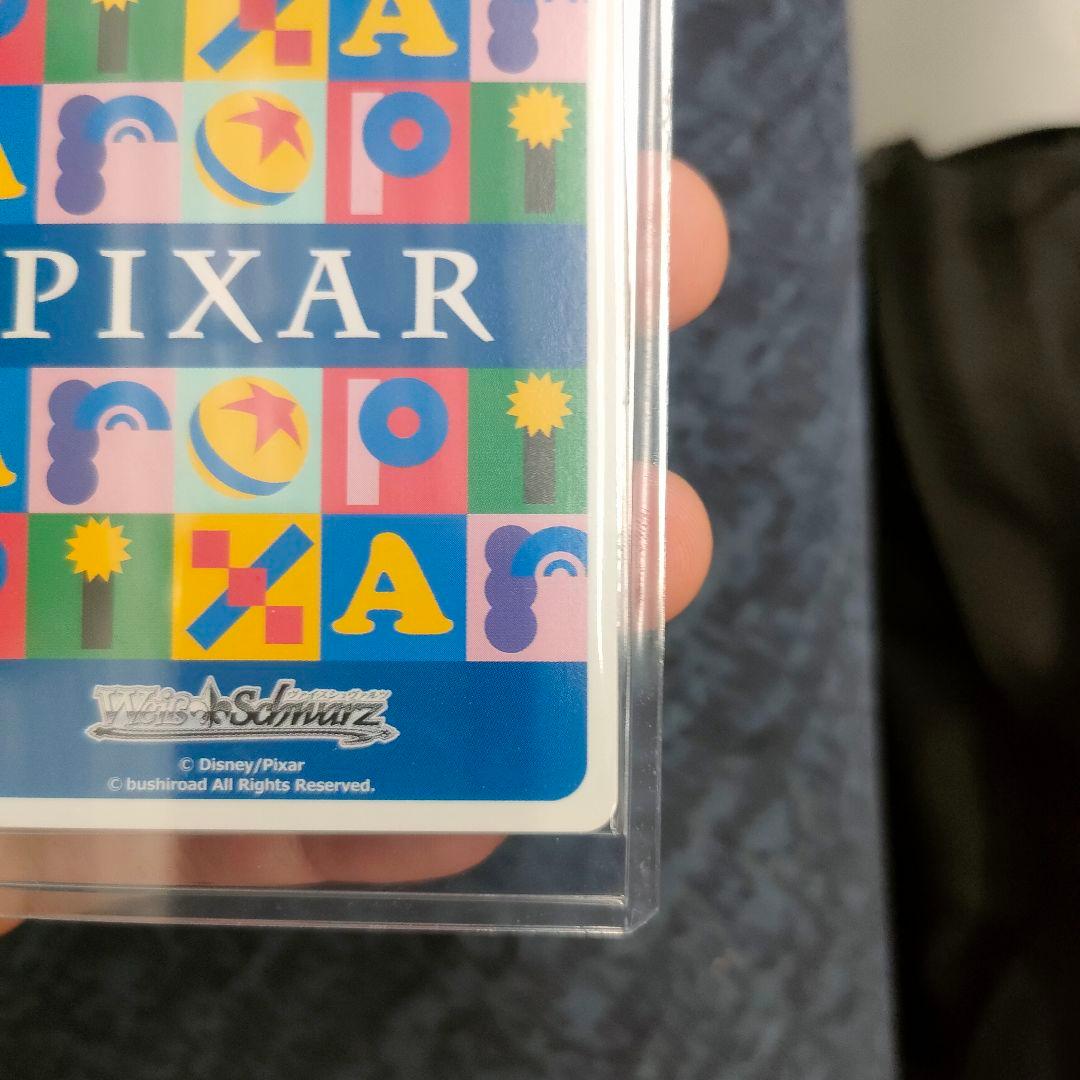 PIXAR
Weiß Schwarz
© Disney/Pixar
© bushiroad All Rights Reserved.